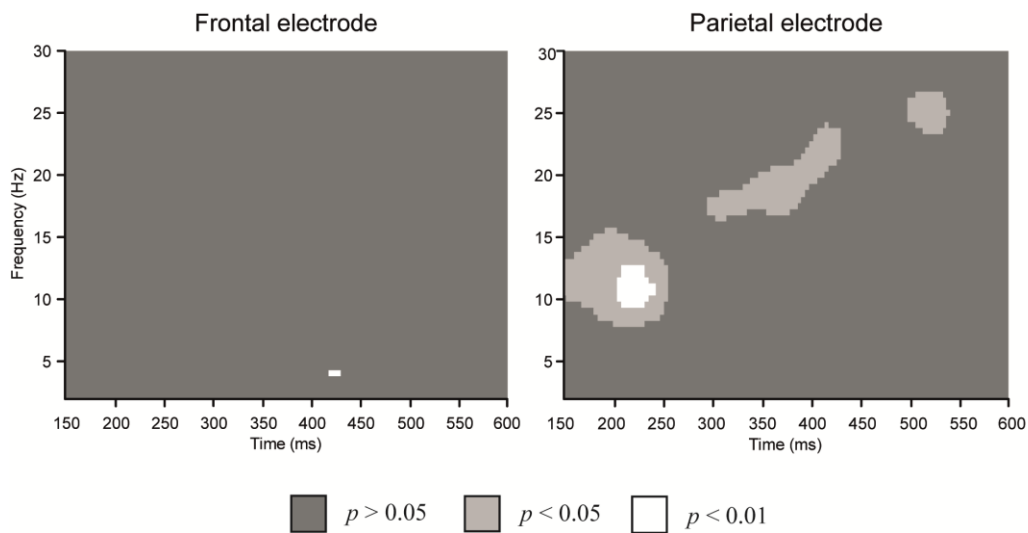 Frontal electrode
30
25
20
15
10
5
Frequency (Hz)
150 200 250 300 350 400 450 500 550 600
Time (ms)
Parietal electrode
30
25
20
15
10
5
150 200 250 300 350 400 450 500 550 600
Time (ms)
p > 0.05
p < 0.05
p < 0.01